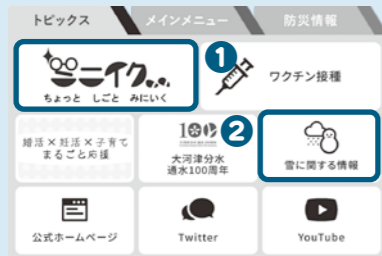 トピックス
メインメニュー
防災情報
ミニイク
ちょっと しごと みにいく
1
ワクチン接種
婚活×妊活×子育て
まるごと応援
100
2
大河津分水
通水100周年
雪に関する情報
公式ホームページ
Twitter
YouTube